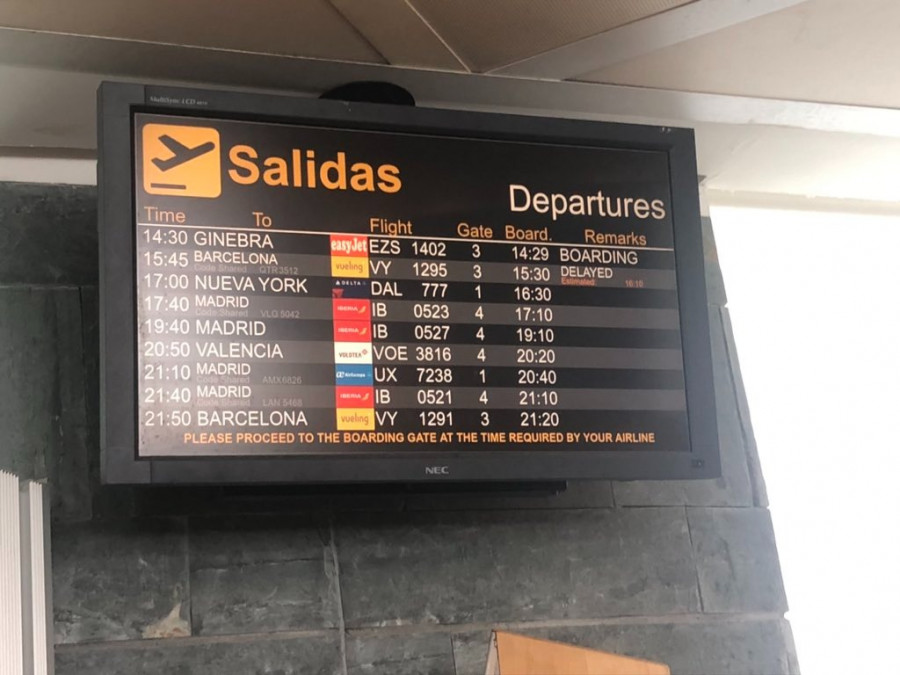 MultiSync LCD
Salidas
Departures
Time To Flight Gate Board. Remarks
14:30 GINEBRA easyJet EZS 1402 3 14:29 BOARDING
15:45 BARCELONA vueling VY 1295 3 15:30 DELAYED
Code Shared QTR3512 Estimated 16:10
17:00 NUEVA YORK DELTA DAL 777 1 16:30
17:40 MADRID IBERIA IB 0523 4 17:10
Code Shared VLG 5042
19:40 MADRID IBERIA IB 0527 4 19:10
20:50 VALENCIA VOLOTEA VOE 3816 4 20:20
21:10 MADRID AirEuropa UX 7238 1 20:40
Code Shared AMX6826
21:40 MADRID IBERIA IB 0521 4 21:10
Code Shared LAN 5468
21:50 BARCELONA vueling VY 1291 3 21:20
PLEASE PROCEED TO THE BOARDING GATE AT THE TIME REQUIRED BY YOUR AIRLINE
NEC